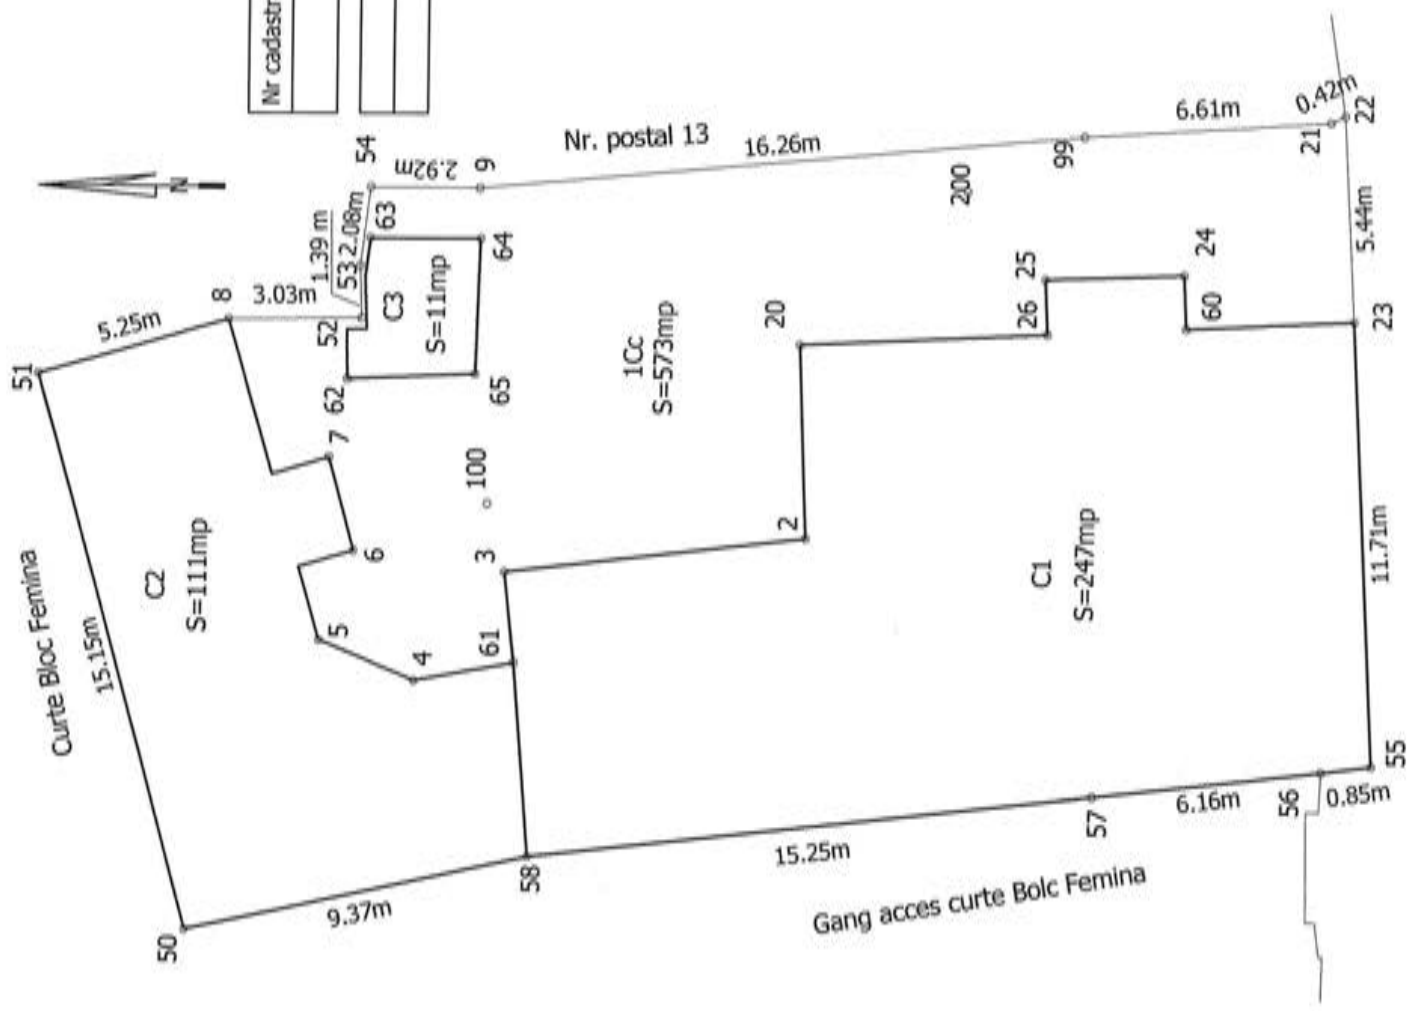 Nr cadastr
N
51
5.25m
8
3.03m
1.39 m
54
2.92m
9
Nr. postal 13
16.26m
6.61m
0.42m
22
21
99
200
52
53
2.08m
63
C3
S=11mp
64
62
65
Curte Bloc Femina
15.15m
C2
S=111mp
7
6
5
4
61
3
100
1Cc
S=573mp
20
25
26
24
60
5.44m
23
2
C1
S=247mp
11.71m
50
9.37m
58
15.25m
57
6.16m
56
0.85m
55
Gang acces curte Bolc Femina